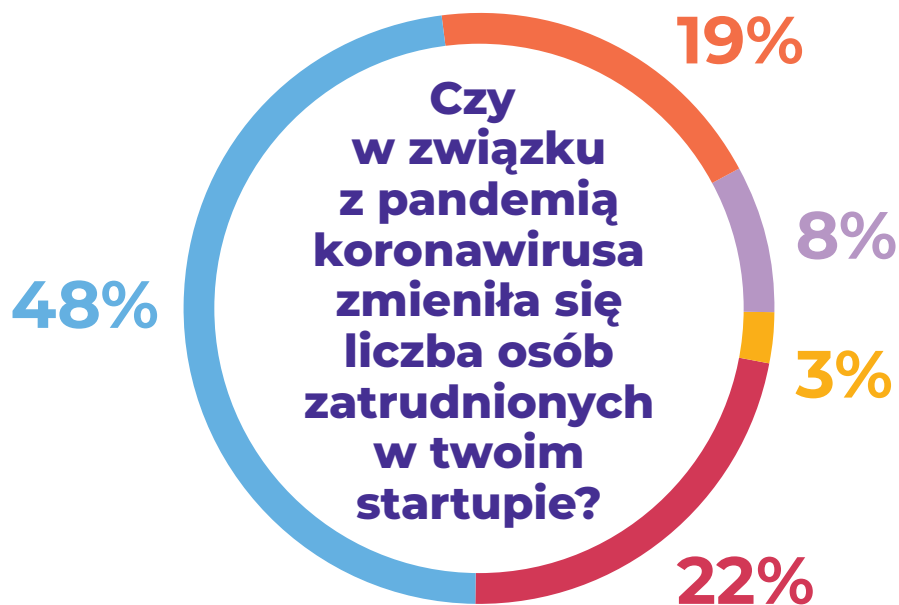 19%
Czy
w związku
z pandemią
koronawirusa
zmieniła się
liczba osób
zatrudnionych
w twoim
startupie?
8%
48%
3%
22%